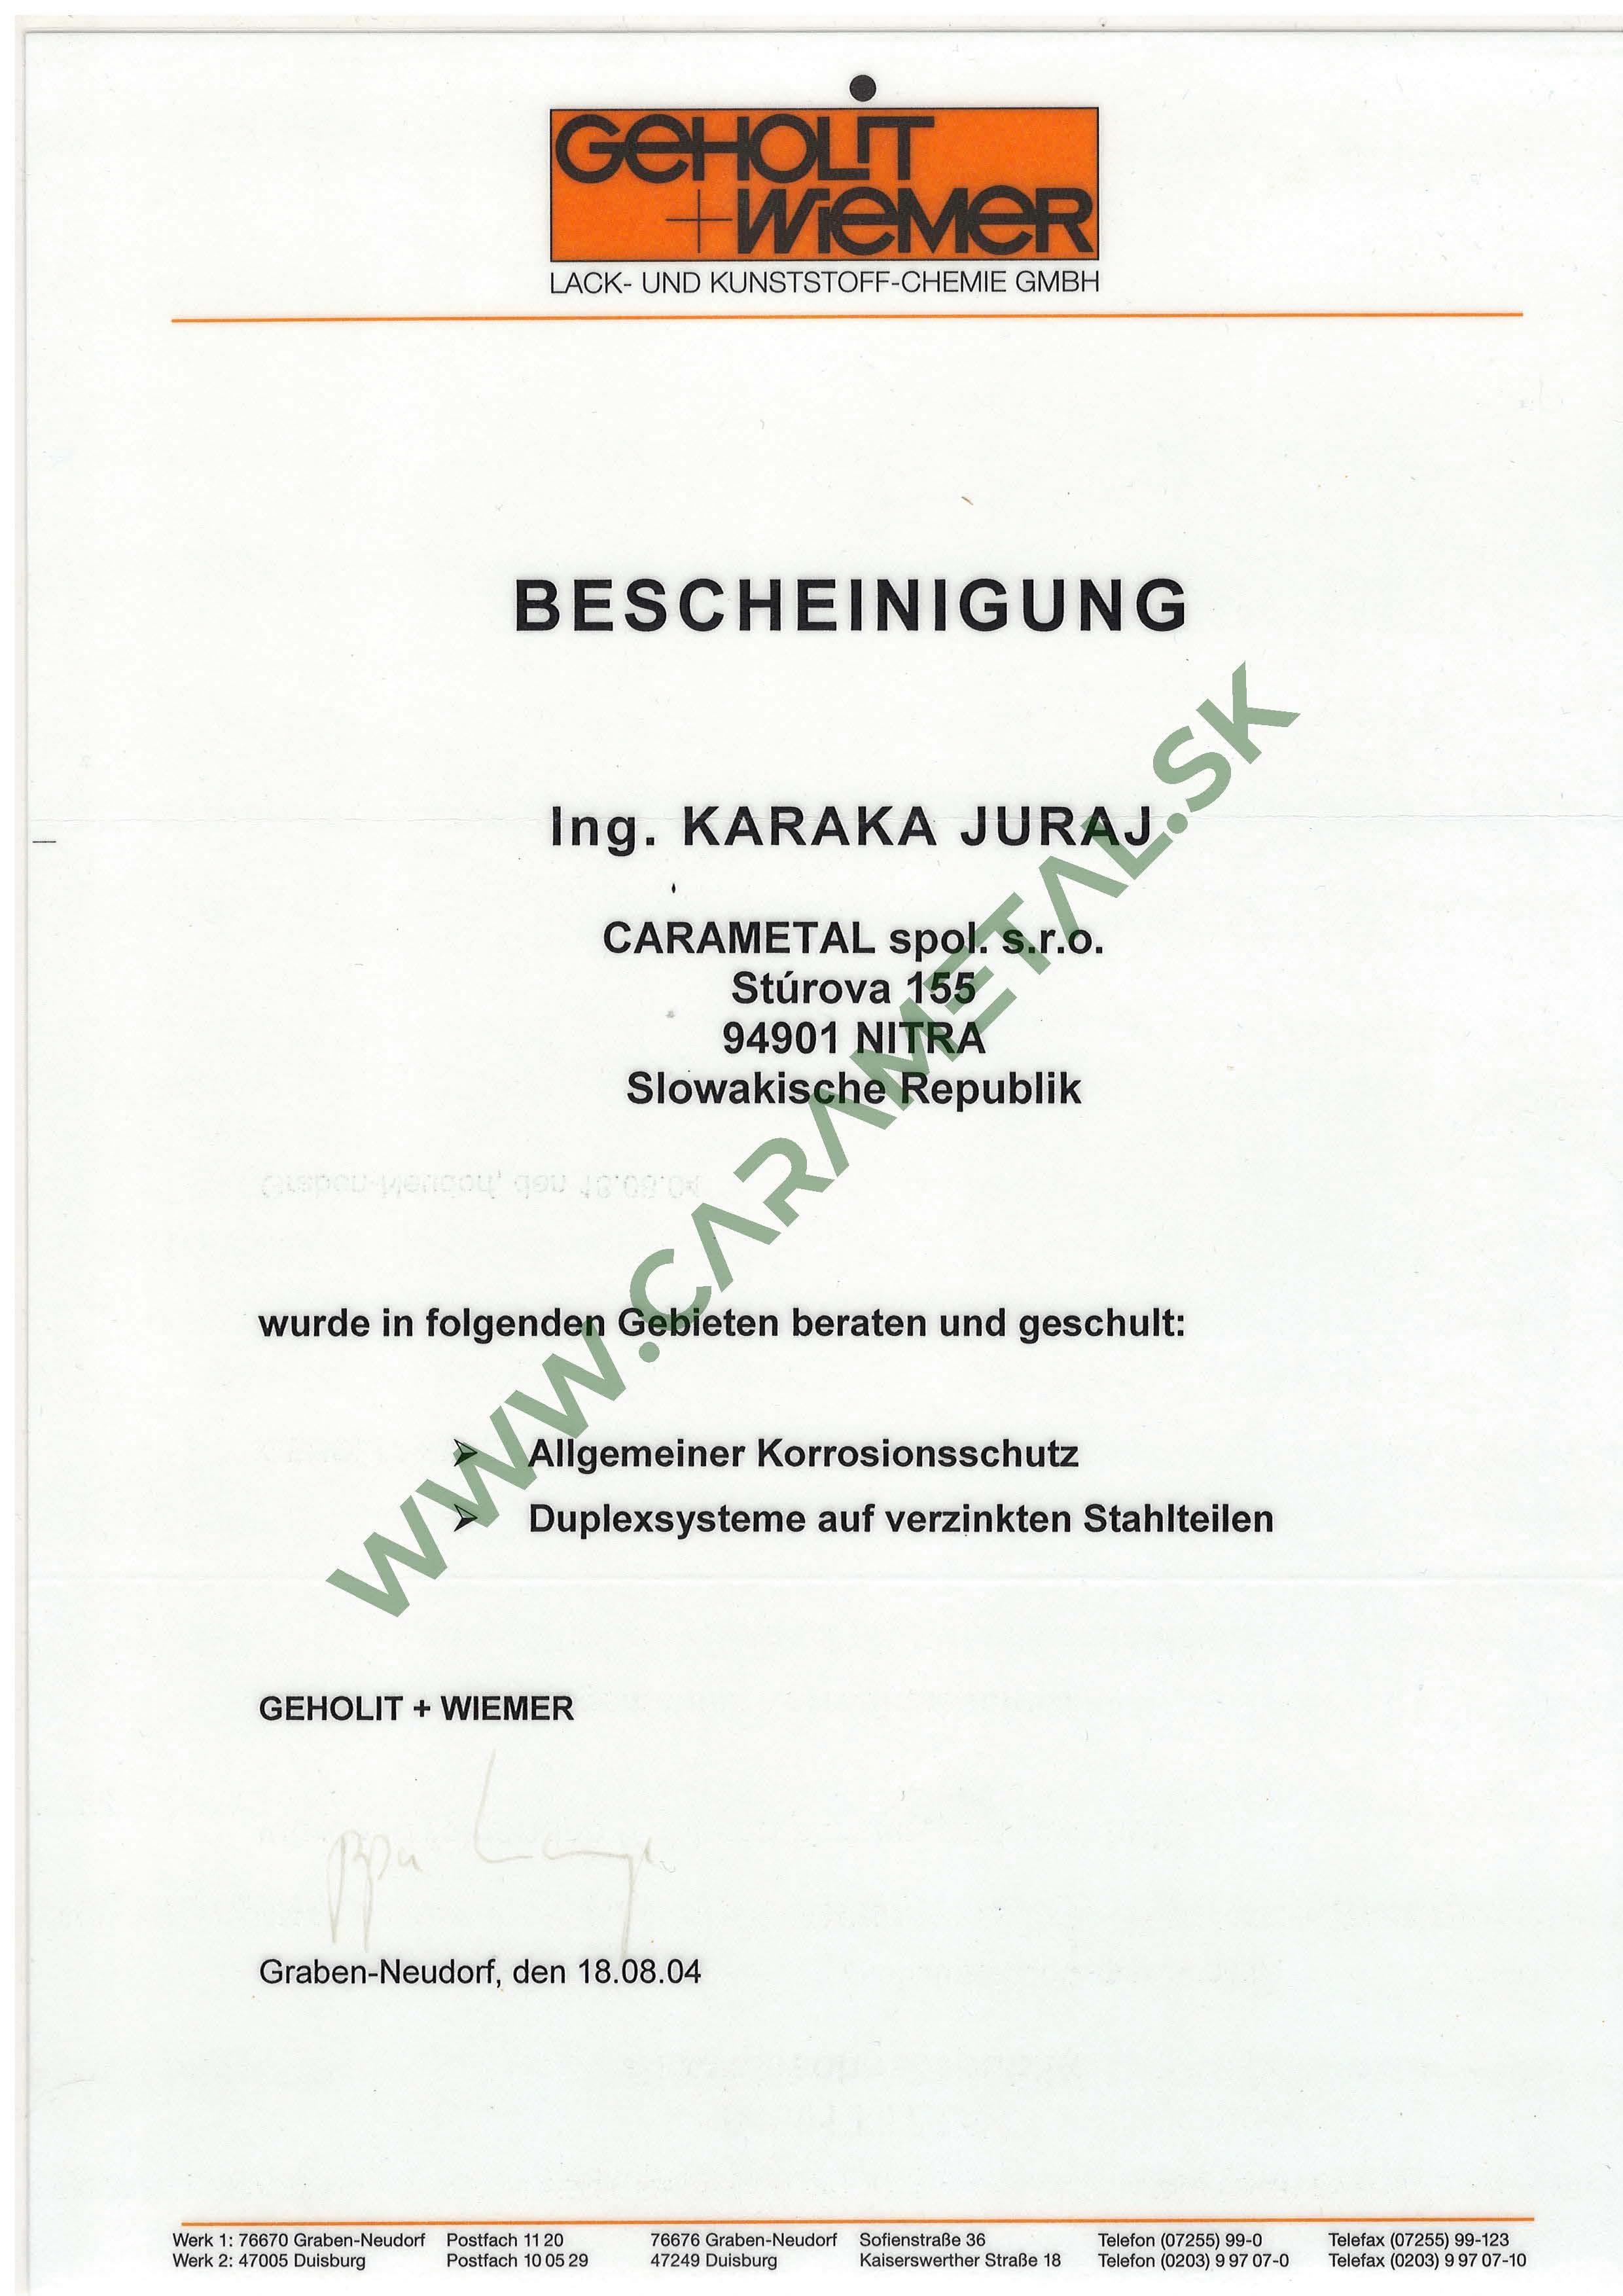 GEHOLIT
+WIEMER
LACK- UND KUNSTSTOFF-CHEMIE GMBH
BESCHEINIGUNG
Ing. KARAKA JURAJ
CARAMETAL spol. s.r.o.
Stúrova 155
94901 NITRA
Slowakische Republik
wurde in folgenden Gebieten beraten und geschult:
➢ Allgemeiner Korrosionsschutz
➢ Duplexsysteme auf verzinkten Stahlteilen
WWW.CARAMETAL.SK
GEHOLIT + WIEMER
Graben-Neudorf, den 18.08.04
Werk 1: 76670 Graben-Neudorf Postfach 11 20 76676 Graben-Neudorf Sofienstraße 36 Telefon (07255) 99-0 Telefax (07255) 99-123
Werk 2: 47005 Duisburg Postfach 10 05 29 47249 Duisburg Kaiserswerther Straße 18 Telefon (0203) 9 97 07-0 Telefax (0203) 9 97 07-10